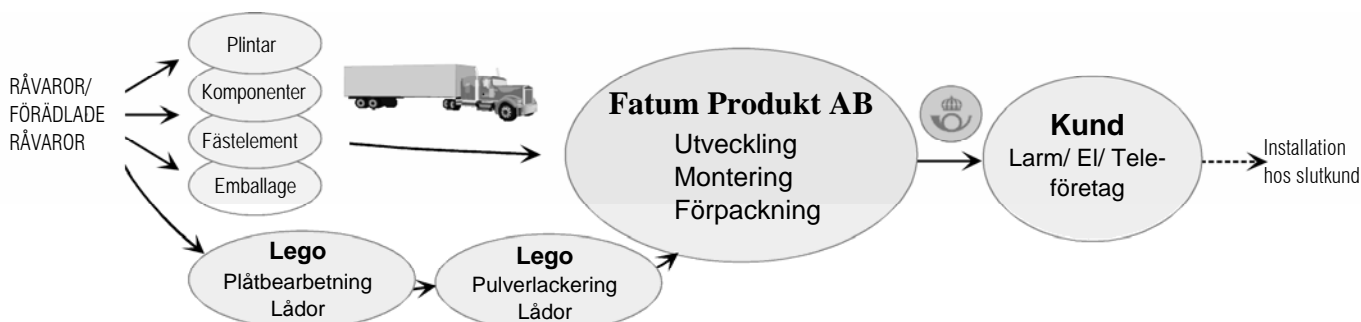 RÅVAROR/
FÖRÄDLADE
RÅVAROR
Plintar
Komponenter
Fästelement
Emballage
Lego
Plåtbearbetning
Lådor
Lego
Pulverlackering
Lådor
Fatum Produkt AB
Utveckling
Montering
Förpackning
Kund
Larm/ El/ Tele-
företag
Installation
hos slutkund